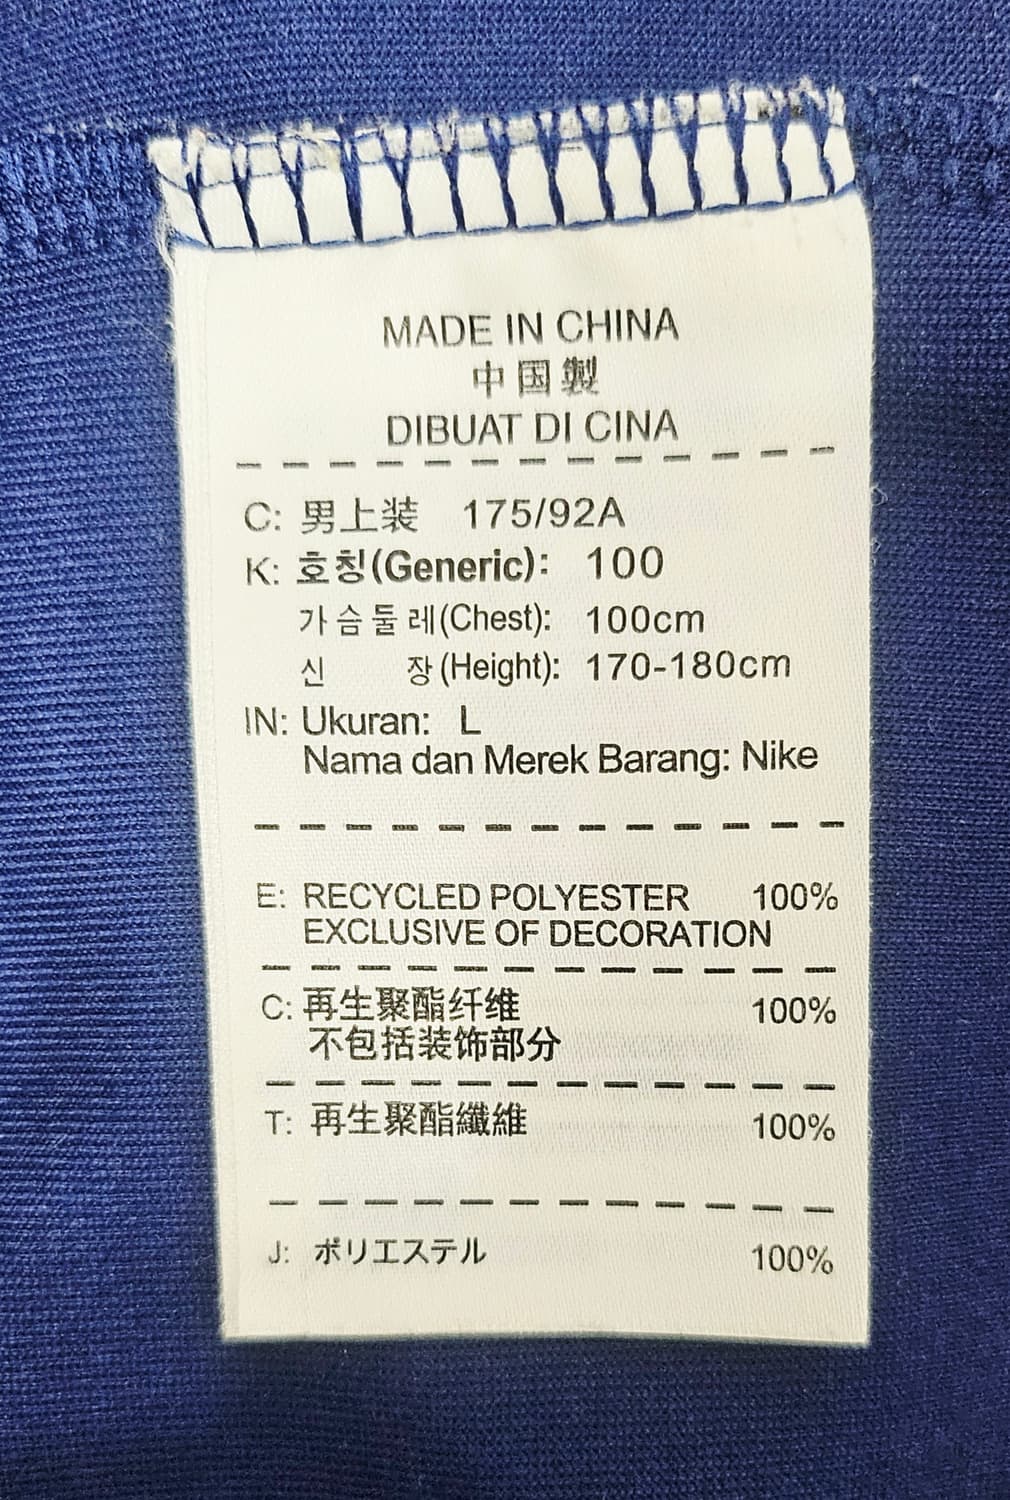 MADE IN CHINA
中国製
DIBUAT DI CINA
C: 男上装 175/92A
K: 호칭(Generic): 100
가슴둘레(Chest): 100cm
신 장(Height): 170-180cm
IN: Ukuran: L
Nama dan Merek Barang: Nike
E: RECYCLED POLYESTER 100%
EXCLUSIVE OF DECORATION
C: 再生聚酯纤维 100%
不包括装饰部分
T: 再生聚酯纖維 100%
J: ポリエステル 100%